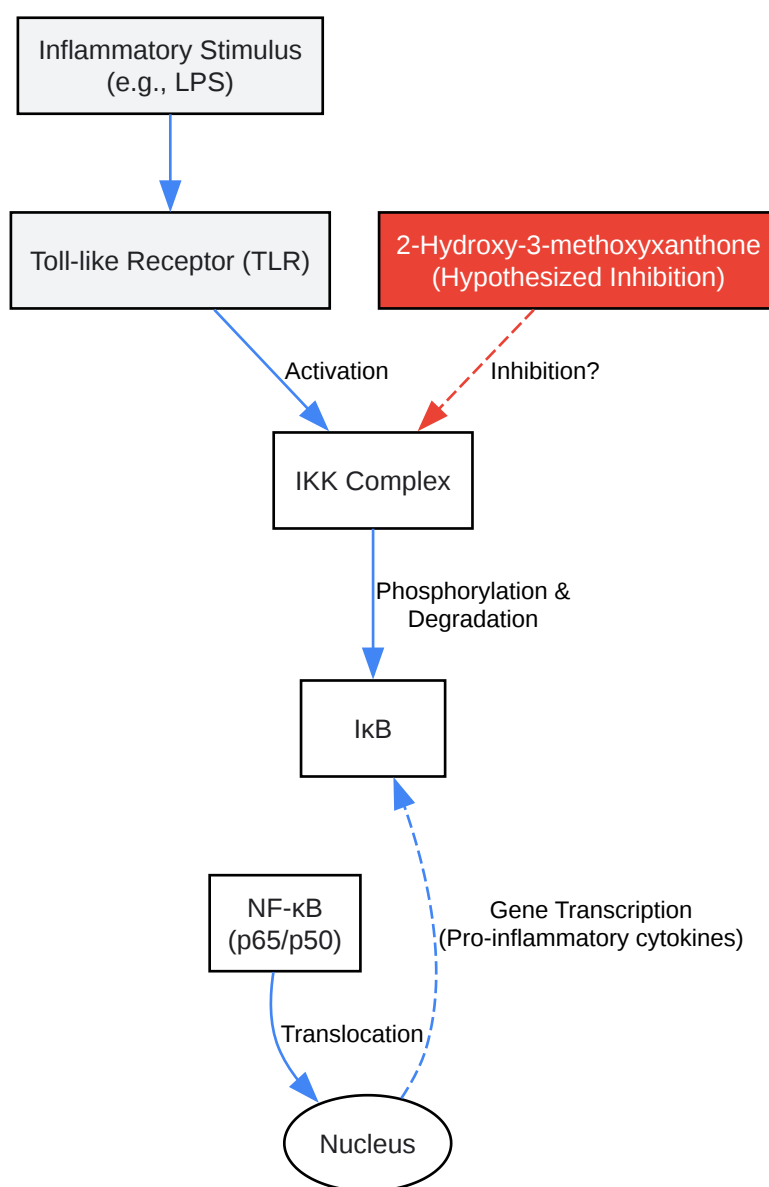 Inflammatory Stimulus
(e.g., LPS)
Toll-like Receptor (TLR)
2-Hydroxy-3-methoxyxanthone
(Hypothesized Inhibition)
Activation
Inhibition?
IKK Complex
Phosphorylation &
Degradation
IκB
NF-κB
(p65/p50)
Gene Transcription
(Pro-inflammatory cytokines)
Translocation
Nucleus